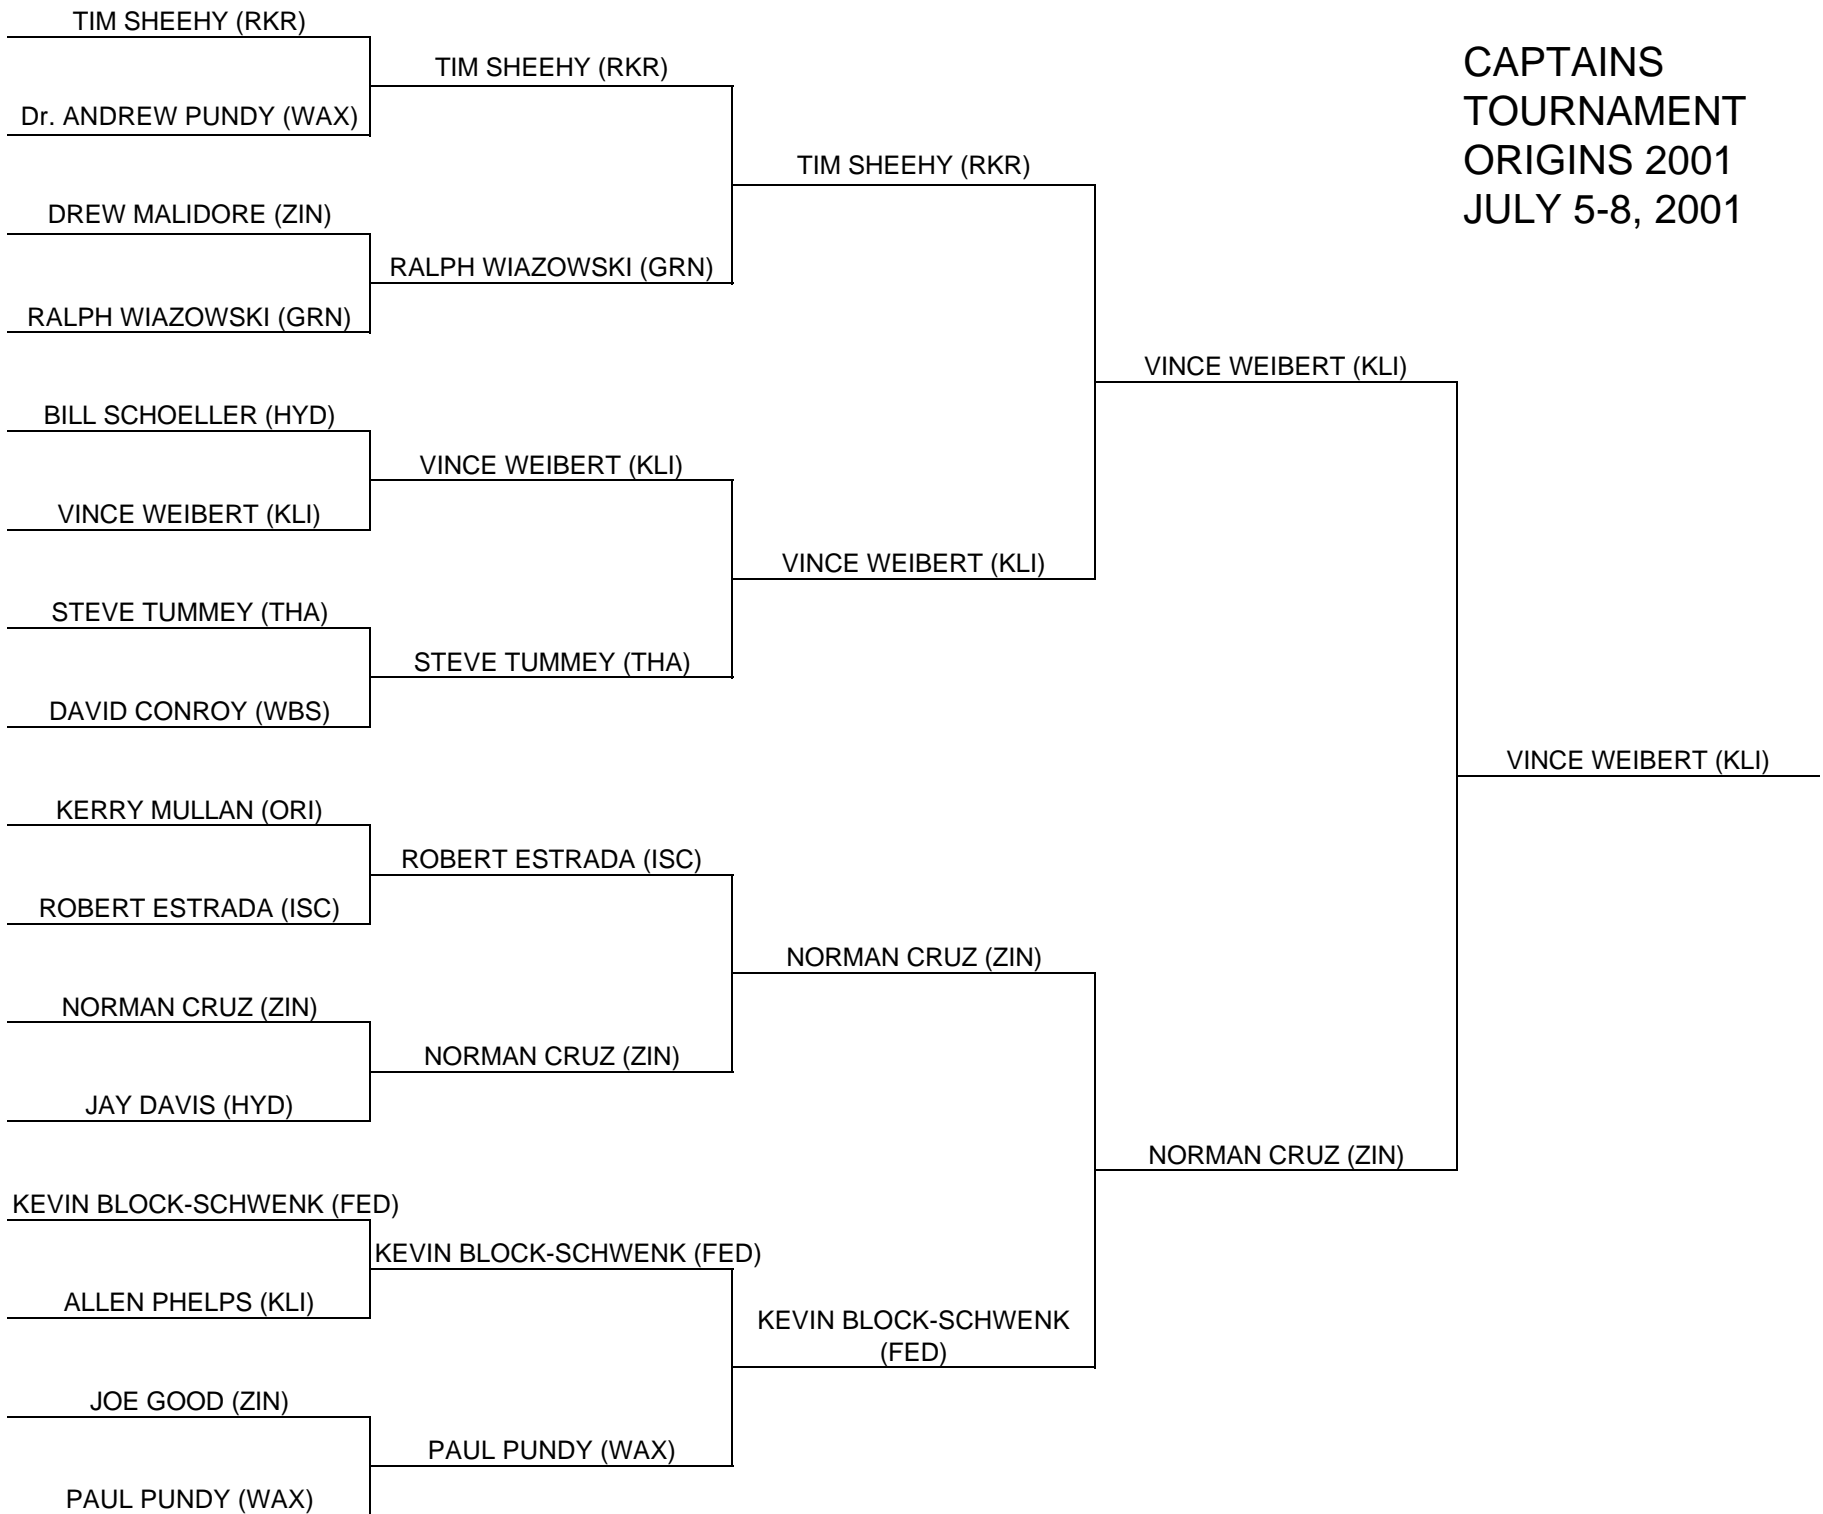 TIM SHEEHY (RKR)
Dr. ANDREW PUNDY (WAX)
DREW MALIDORE (ZIN)
RALPH WIAZOWSKI (GRN)
BILL SCHOELLER (HYD)
VINCE WEIBERT (KLI)
STEVE TUMMEY (THA)
DAVID CONROY (WBS)
KERRY MULLAN (ORI)
ROBERT ESTRADA (ISC)
NORMAN CRUZ (ZIN)
JAY DAVIS (HYD)
KEVIN BLOCK-SCHWENK (FED)
ALLEN PHELPS (KLI)
JOE GOOD (ZIN)
PAUL PUNDY (WAX)
TIM SHEEHY (RKR)
RALPH WIAZOWSKI (GRN)
VINCE WEIBERT (KLI)
STEVE TUMMEY (THA)
ROBERT ESTRADA (ISC)
NORMAN CRUZ (ZIN)
KEVIN BLOCK-SCHWENK (FED)
PAUL PUNDY (WAX)
TIM SHEEHY (RKR)
VINCE WEIBERT (KLI)
NORMAN CRUZ (ZIN)
KEVIN BLOCK-SCHWENK
(FED)
VINCE WEIBERT (KLI)
NORMAN CRUZ (ZIN)
VINCE WEIBERT (KLI)
CAPTAINS
TOURNAMENT
ORIGINS 2001
JULY 5-8, 2001